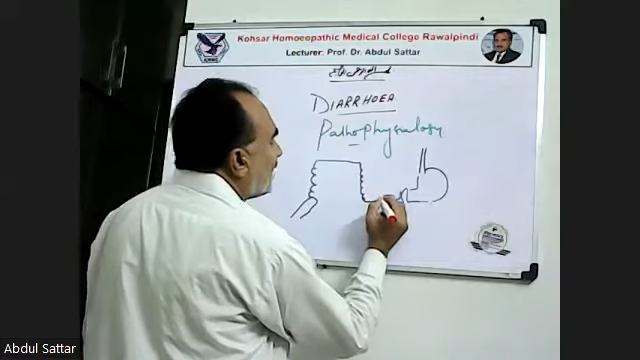 Kohsar Homoeopathic Medical College Rawalpindi
Lecturer: Prof. Dr. Abdul Sattar
DIARRHOEA
Pathophysiology
Abdul Sattar